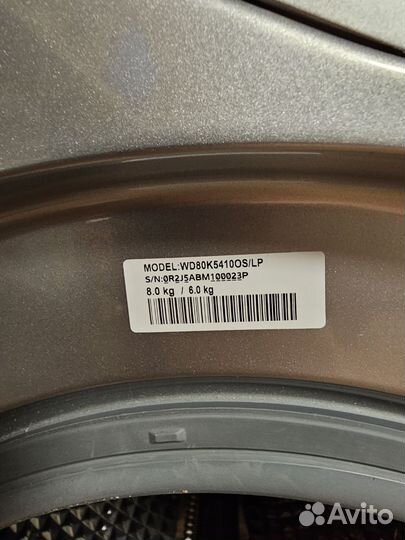 MODEL:WD80K5410OS/LP
S/N:0R2J5ABM100023P
8.0 kg / 6.0 kg
Avito